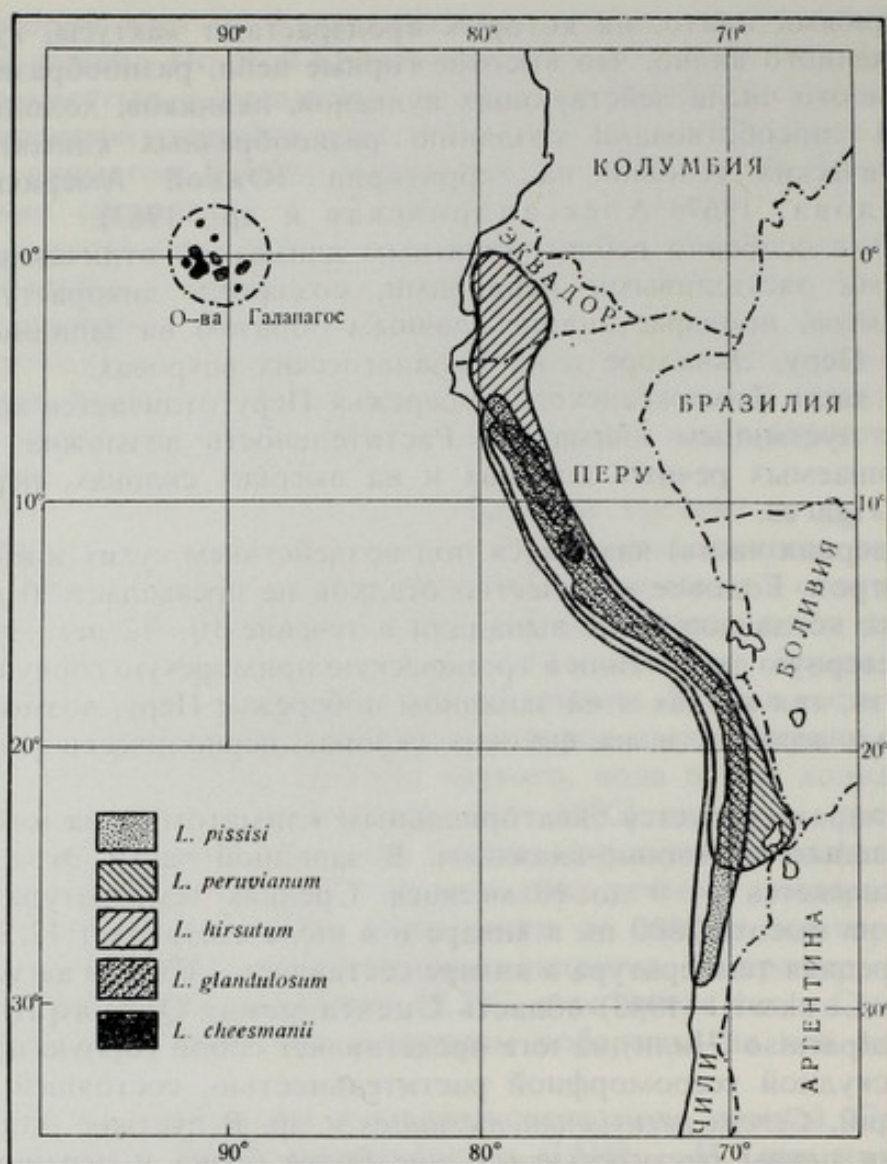 90°
80°
70°
КОЛУМБИЯ
0°
ЭКВАДОР
0°
О-ва Галапагос
БРАЗИЛИЯ
ПЕРУ
10°
10°
БОЛИВИЯ
20°
20°
L. pissisi
L. peruvianum
L. hirsutum
L. glandulosum
L. cheesmanii
30°
ЧИЛИ
АРГЕНТИНА
90°
80°
70°